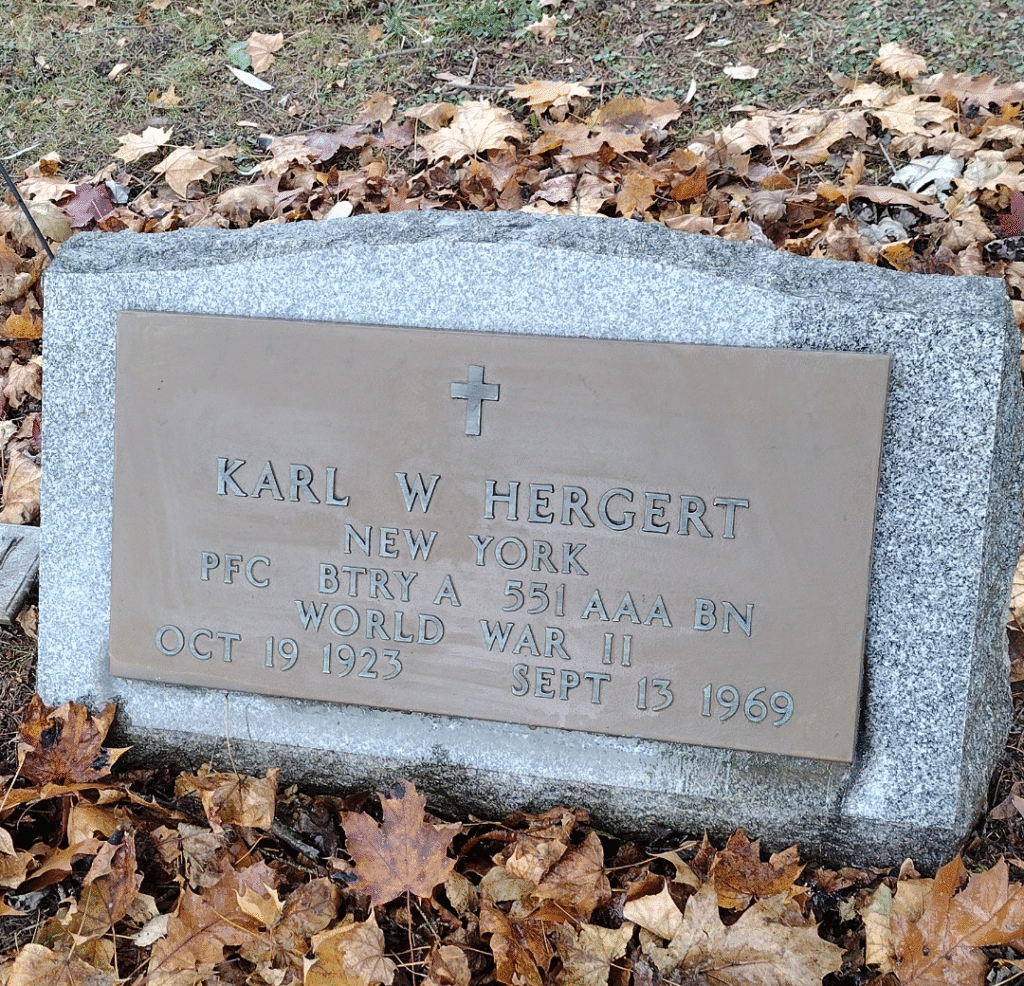 KARL W HERGERT
NEW YORK
PFC BTRY A 551 AAA BN
WORLD WAR II
OCT 19 1923 SEPT 13 1969